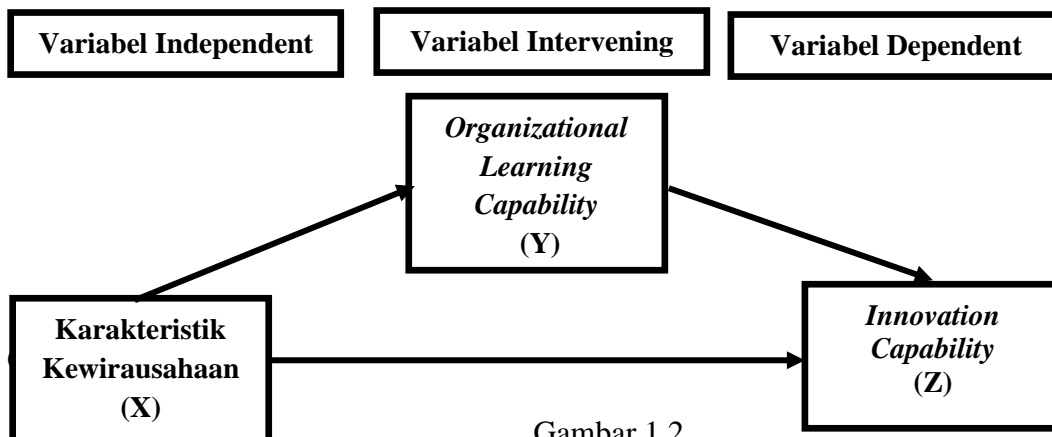 Variabel Independent
Variabel Intervening
Variabel Dependent
Organizational
Learning
Capability
(Y)
Karakteristik
Kewirausahaan
(X)
Innovation
Capability
(Z)
Gambar 1.2